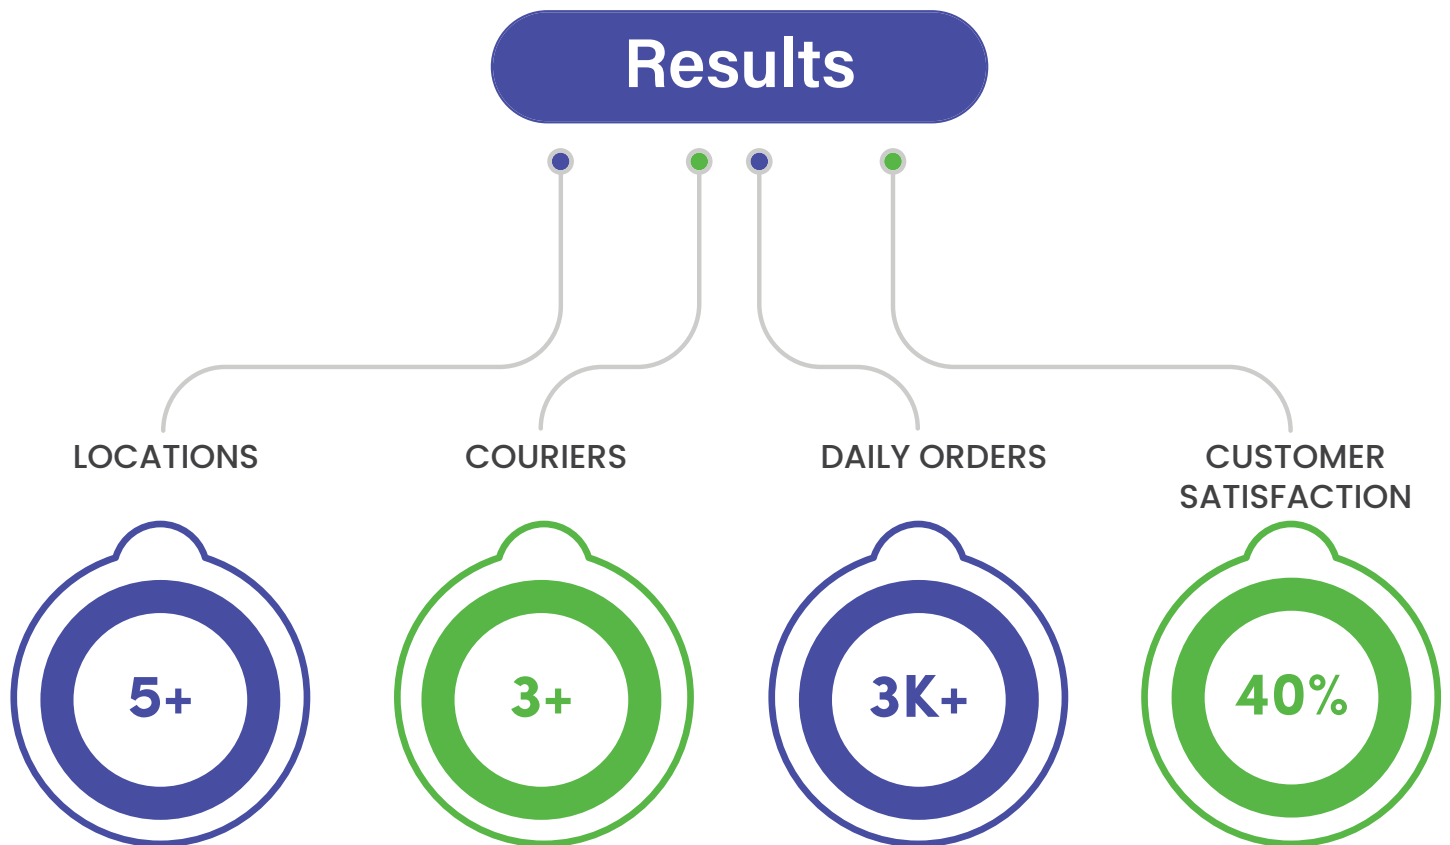 Results
LOCATIONS
COURIERS
DAILY ORDERS
CUSTOMER
SATISFACTION
5+
3+
3K+
40%